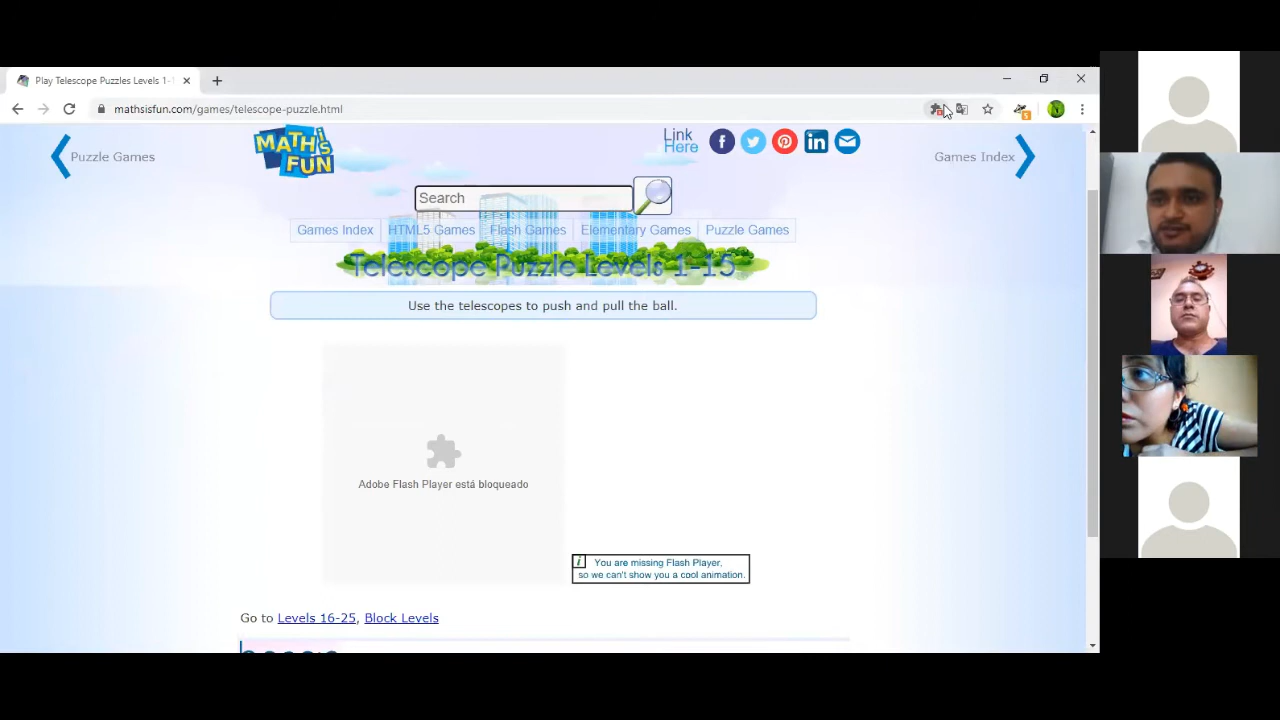 Play Telescope Puzzles Levels 1-1
mathsisfun.com/games/telescope-puzzle.html
Puzzle Games
MATHS
FUN
Link
Here
Games Index
Search
Games Index
HTML5 Games
Flash Games
Elementary Games
Puzzle Games
Telescope Puzzle Levels 1-15
Use the telescopes to push and pull the ball.
Adobe Flash Player está bloqueado
You are missing Flash Player,
so we can't show you a cool animation.
Go to Levels 16-25, Block Levels